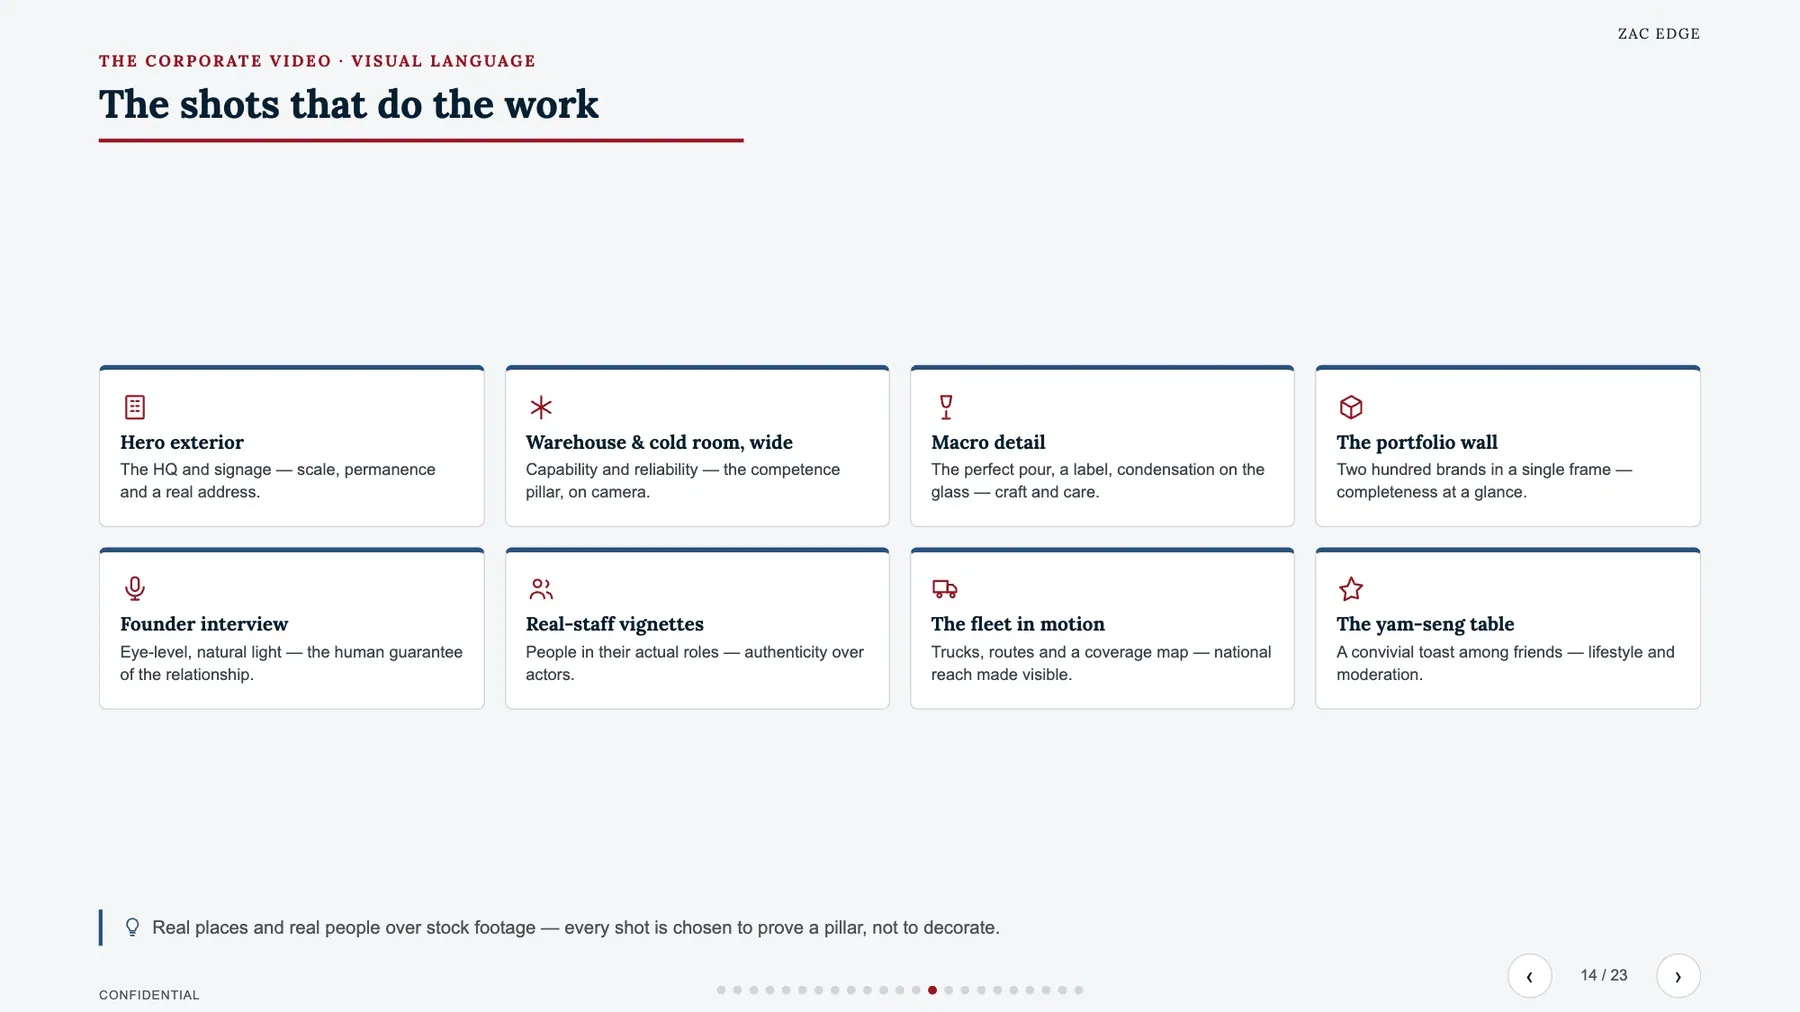 ZAC EDGE
THE CORPORATE VIDEO · VISUAL LANGUAGE
The shots that do the work
Hero exterior
The HQ and signage — scale, permanence
and a real address.
Warehouse & cold room, wide
Capability and reliability — the competence
pillar, on camera.
Macro detail
The perfect pour, a label, condensation on the
glass — craft and care.
The portfolio wall
Two hundred brands in a single frame —
completeness at a glance.
Founder interview
Eye-level, natural light — the human guarantee
of the relationship.
Real-staff vignettes
People in their actual roles — authenticity over
actors.
The fleet in motion
Trucks, routes and a coverage map — national
reach made visible.
The yam-seng table
A convivial toast among friends — lifestyle and
moderation.
Real places and real people over stock footage — every shot is chosen to prove a pillar, not to decorate.
‹ 14 / 23 ›
CONFIDENTIAL